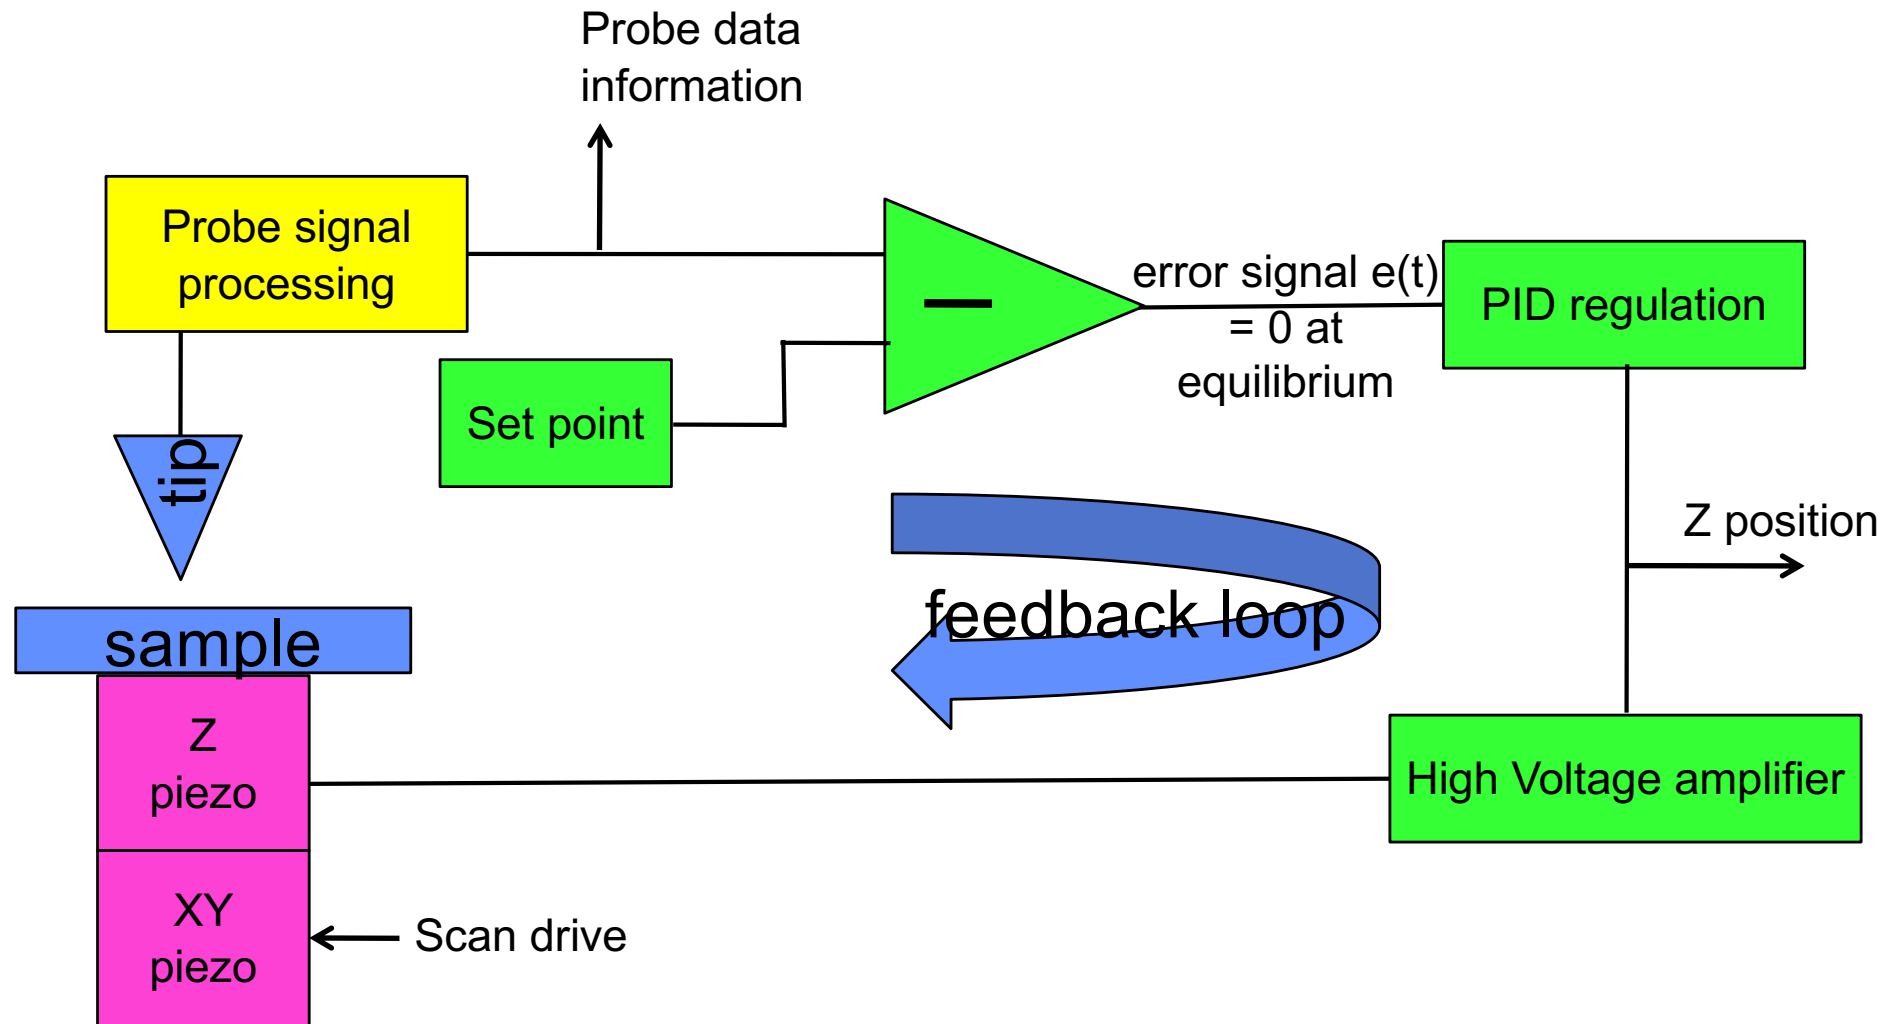 Probe data
information
Probe signal
processing
error signal e(t)
= 0 at
equilibrium
PID regulation
Set point
tip
Z position
feedback loop
sample
Z
piezo
High Voltage amplifier
XY
piezo
Scan drive